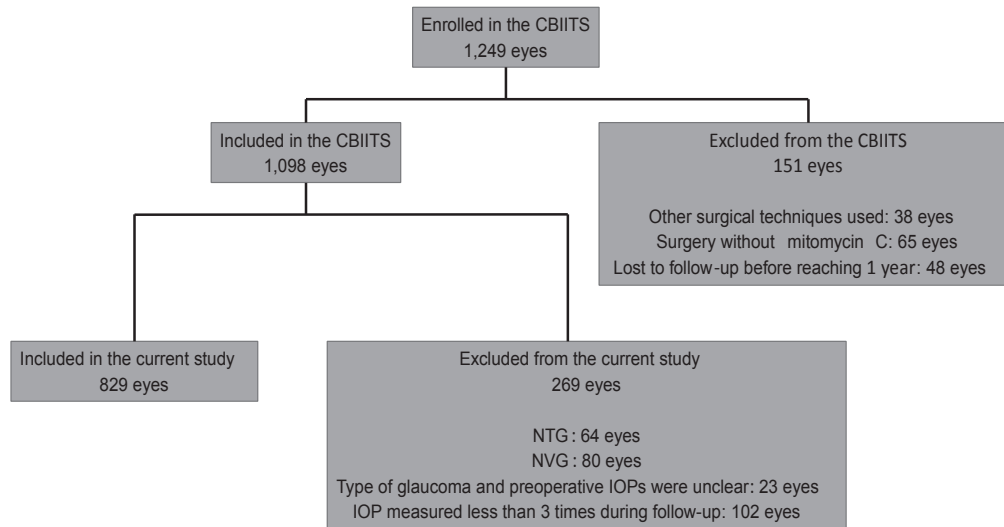 Enrolled in the CBIITS
1,249 eyes
Included in the CBIITS
1,098 eyes
Excluded from the CBIITS
151 eyes
Other surgical techniques used: 38 eyes
Surgery without mitomycin C: 65 eyes
Lost to follow-up before reaching 1 year: 48 eyes
Included in the current study
829 eyes
Excluded from the current study
269 eyes
NTG: 64 eyes
NVG: 80 eyes
Type of glaucoma and preoperative IOPs were unclear: 23 eyes
IOP measured less than 3 times during follow-up: 102 eyes